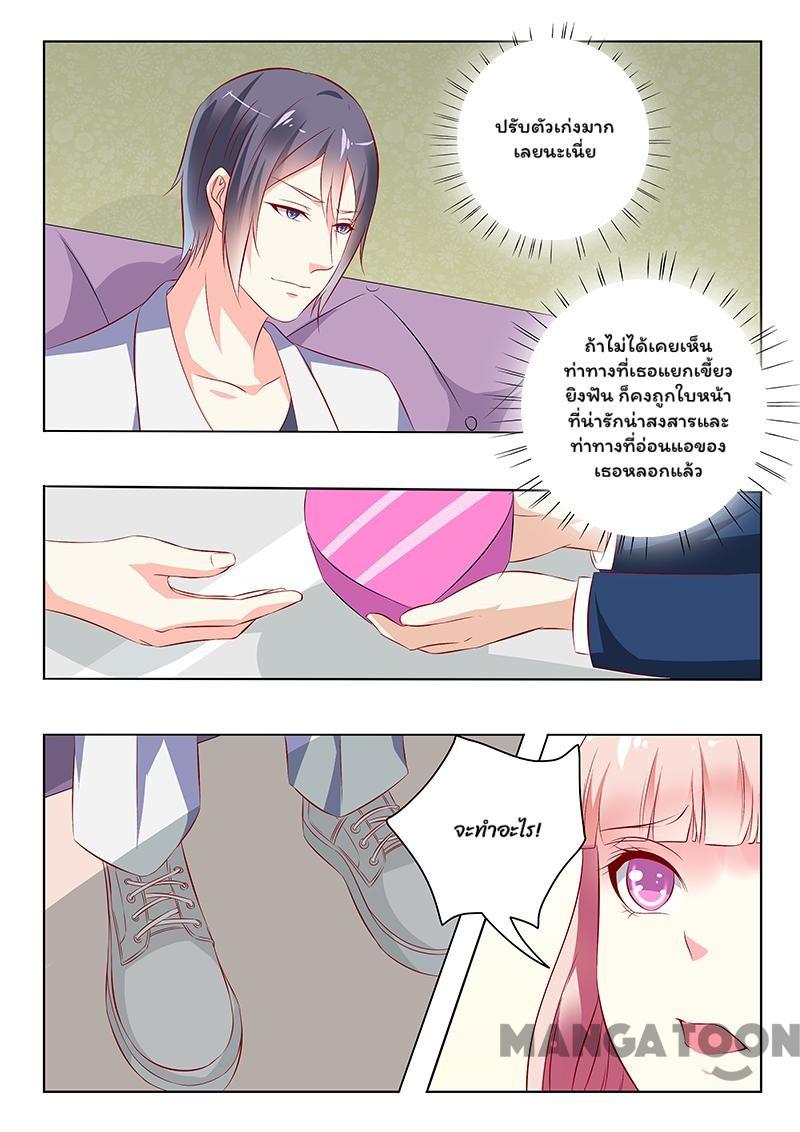 ปรับตัวเก่งมาก
เลยนะเนี่ย
ถ้าไม่ได้เคยเห็น
ท่าทางที่เธอแยกเขี้ยว
ยิงฟัน ก็คงถูกใบหน้า
ที่น่ารักน่าสงสารและ
ท่าทางที่อ่อนแอของ
เธอหลอกแล้ว
จะทำอะไร!
MANGATOON